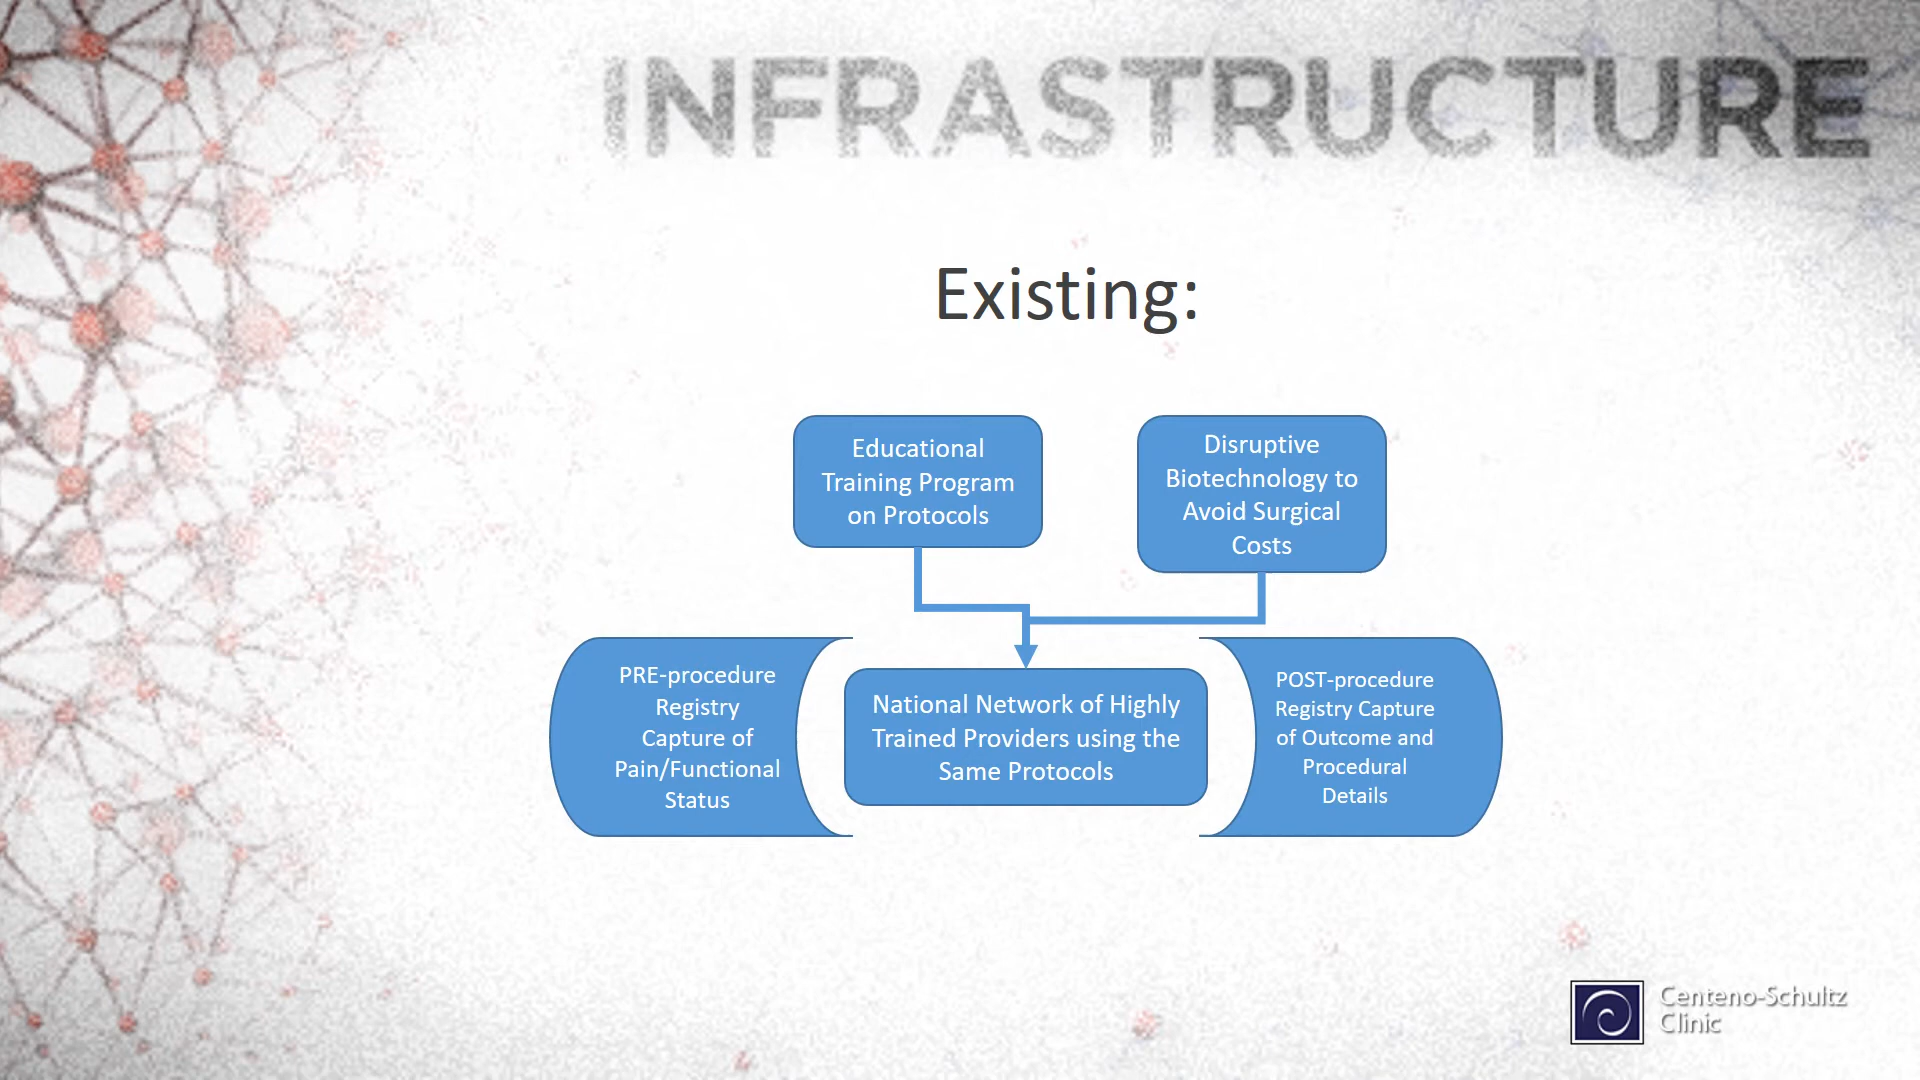 INFRASTRUCTURE
Existing:
Educational
Training Program
on Protocols
Disruptive
Biotechnology to
Avoid Surgical
Costs
PRE-procedure
Registry
Capture of
Pain/Functional
Status
National Network of Highly
Trained Providers using the
Same Protocols
POST-procedure
Registry Capture
of Outcome and
Procedural
Details
Centeno-Schultz
Clinic